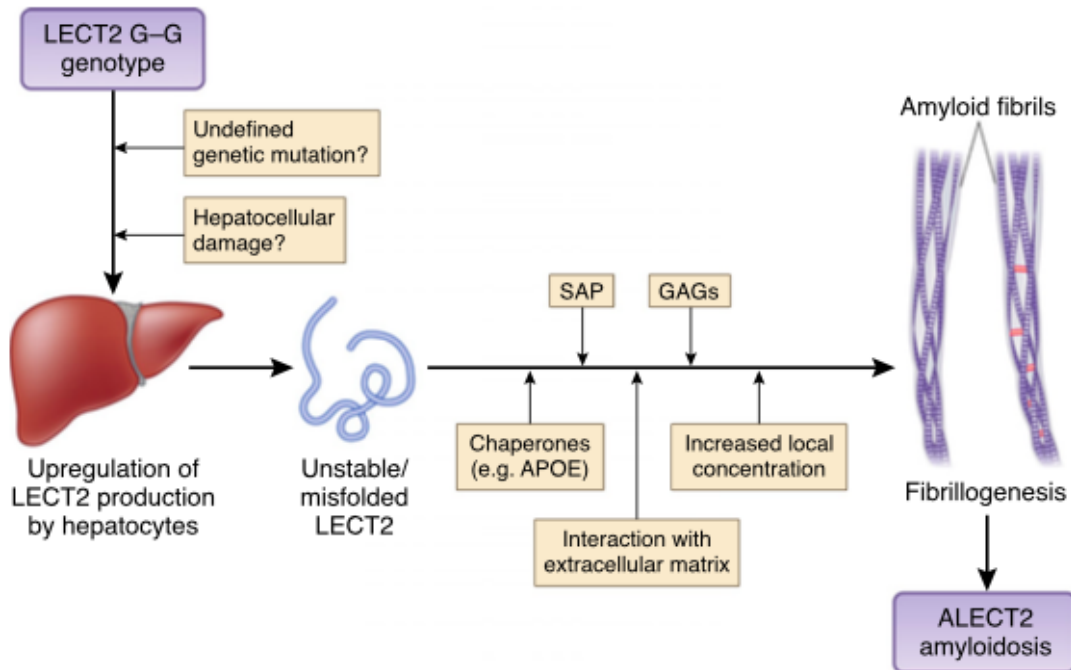 LECT2 G–G
genotype
Undefined
genetic mutation?
Hepatocellular
damage?
Amyloid fibrils
SAP
GAGs
Chaperones
(e.g. APOE)
Increased local
concentration
Interaction with
extracellular matrix
Upregulation of
LECT2 production
by hepatocytes
Unstable/
misfolded
LECT2
Fibrillogenesis
ALECT2
amyloidosis